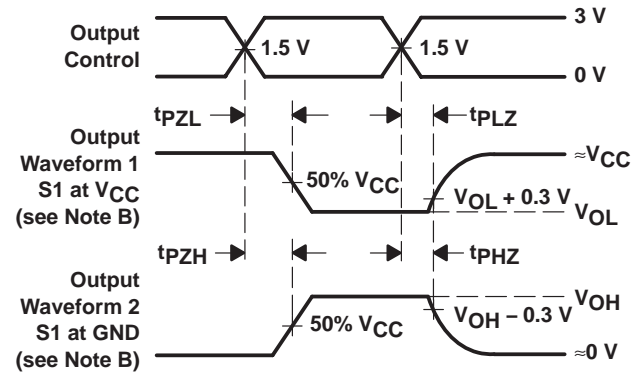 Output
Control
1.5 V
1.5 V
3 V
0 V
tPZL
tPLZ
Output
Waveform 1
S1 at VCC
(see Note B)
50% VCC
≈VCC
VOL + 0.3 V
VOL
tPZH
tPHZ
Output
Waveform 2
S1 at GND
(see Note B)
50% VCC
VOH
VOH – 0.3 V
≈0 V